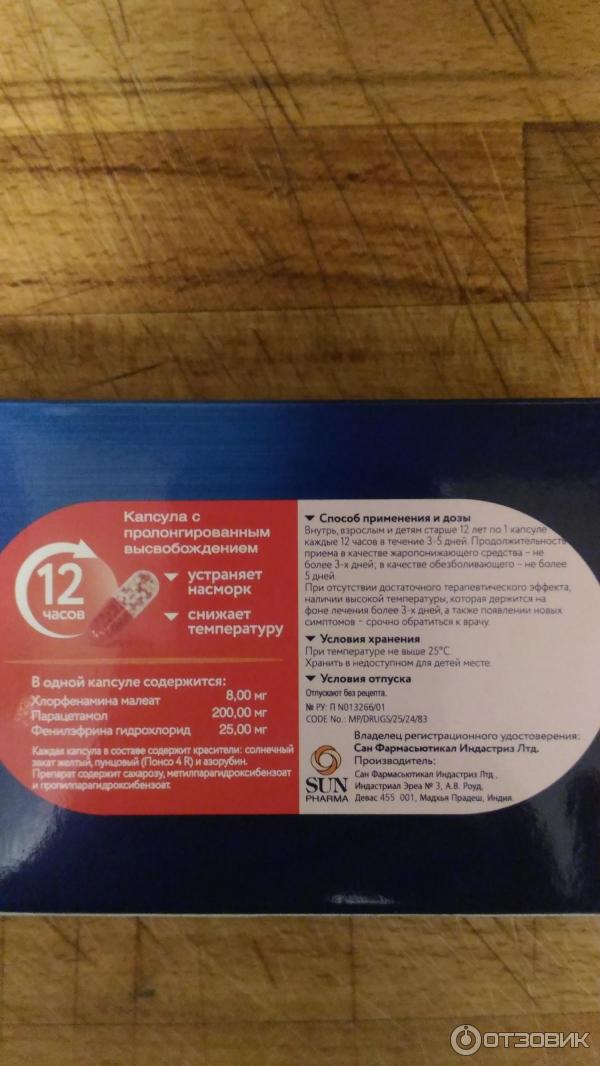 Капсула с
пролонгированным
высвобождением
12
часов
устраняет
насморк
снижает
температуру
В одной капсуле содержится:
Хлорфенамина малеат 8,00 мг
Парацетамол 200,00 мг
Фенилэфрина гидрохлорид 25,00 мг
Каждая капсула в составе содержит красители: солнечный
закат желтый, пунцовый (Понсо 4 R) и азорубин.
Препарат содержит сахарозу, метилпарагидроксибензоат
и пропилпарагидроксибензоат.
Способ применения и дозы
Внутрь, взрослым и детям старше 12 лет по 1 капсуле
каждые 12 часов в течение 3-5 дней. Продолжительность
приема в качестве жаропонижающего средства – не
более 3-х дней; в качестве обезболивающего – не более
5 дней.
При отсутствии достаточного терапевтического эффекта,
наличии высокой температуры, которая держится на
фоне лечения более 3-х дней, а также появлении новых
симптомов – срочно обратиться к врачу.
Условия хранения
При температуре не выше 25°С.
Хранить в недоступном для детей месте.
Условия отпуска
Отпускают без рецепта.
№ РУ: П N013266/01
CODE No.: MP/DRUGS/25/24/83
Владелец регистрационного удостоверения:
Сан Фармасьютикал Индастриз Лтд.
Производитель:
Сан Фармасьютикал Индастриз Лтд.,
Индастриал Эреа № 3, А.В. Роуд,
Девас 455 001, Мадхья Прадеш, Индия.
SUN
PHARMA
ОТЗОВИК